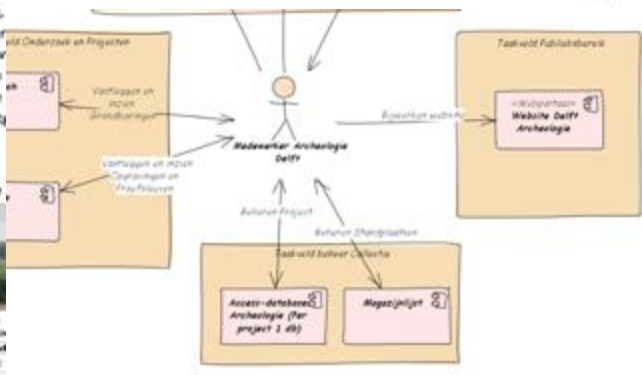 Onderzoek en Projecten
Taakveld Publieksbereik
Vastleggen en
inzien
Grondboringen
Bijwerken website
«Webportaal»
Website Delft
Archeologie
Medewerker Archeologie
Delft
Vastleggen en inzien
Opgravingen en
Proefsleuven
Beheren Project
Beheren Standplaatsen
Taakveld beheer Collectie
Access-database
Archeologie (Per
project 1 db)
Magazijnlijst